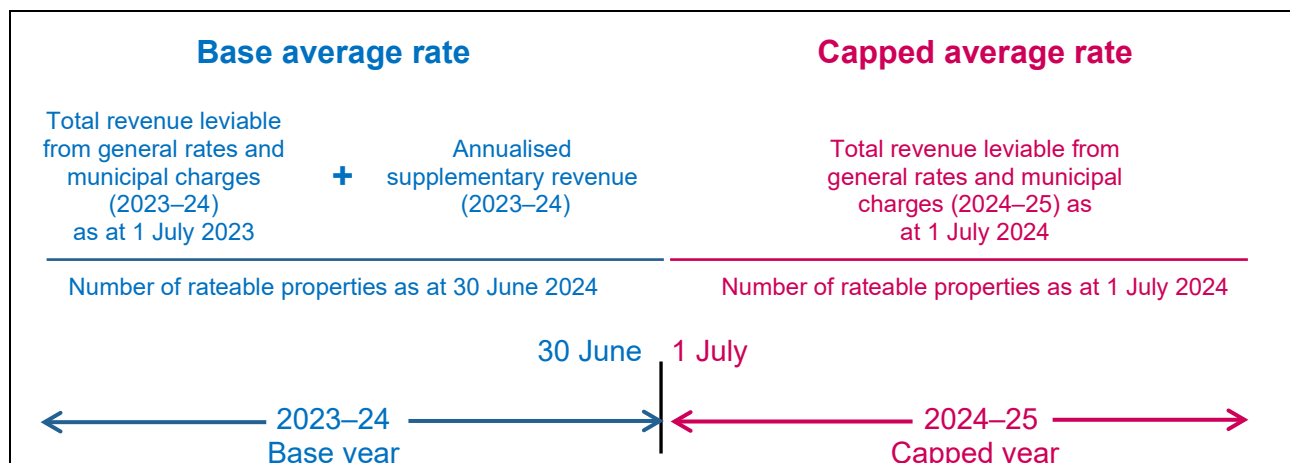 Base average rate
Total revenue leviable
from general rates and
municipal charges
(2023–24)
as at 1 July 2023
+
Annualised
supplementary revenue
(2023–24)
Number of rateable properties as at 30 June 2024
Capped average rate
Total revenue leviable from
general rates and municipal
charges (2024–25) as
at 1 July 2024
Number of rateable properties as at 1 July 2024
30 June
1 July
2023–24
Base year
2024–25
Capped year